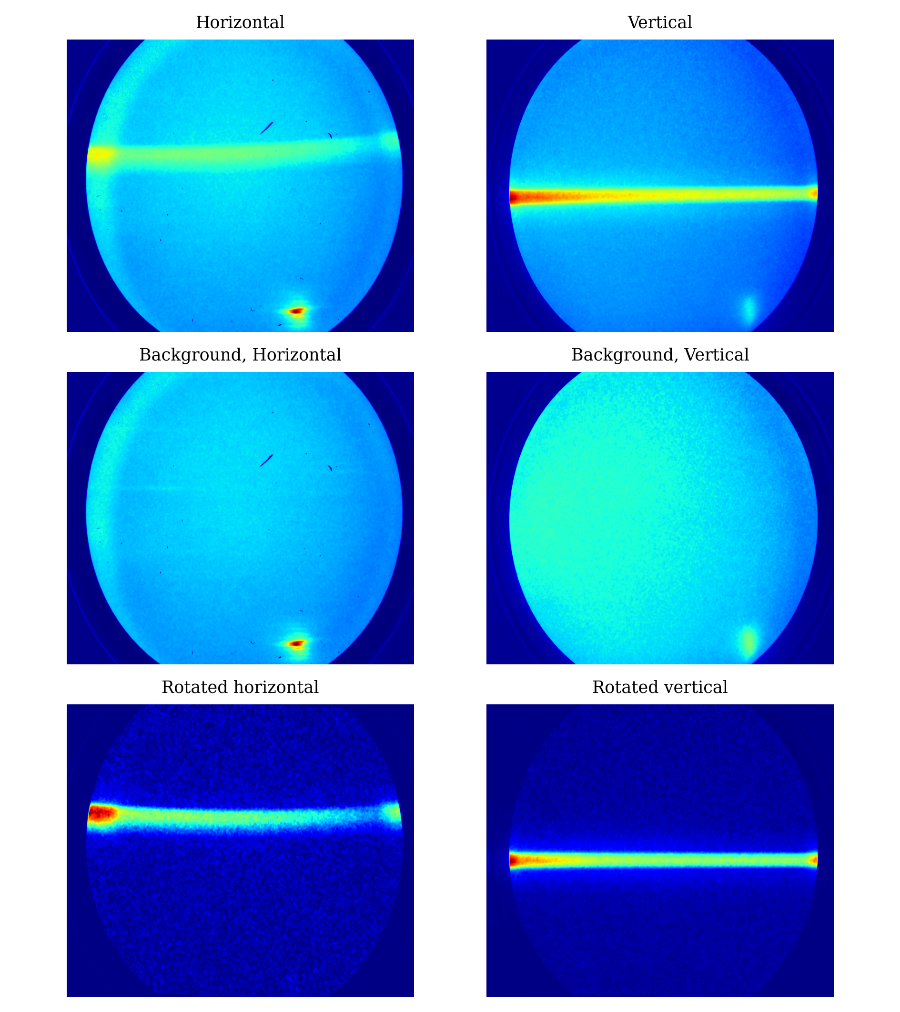 Horizontal
Vertical
Background, Horizontal
Background, Vertical
Rotated horizontal
Rotated vertical